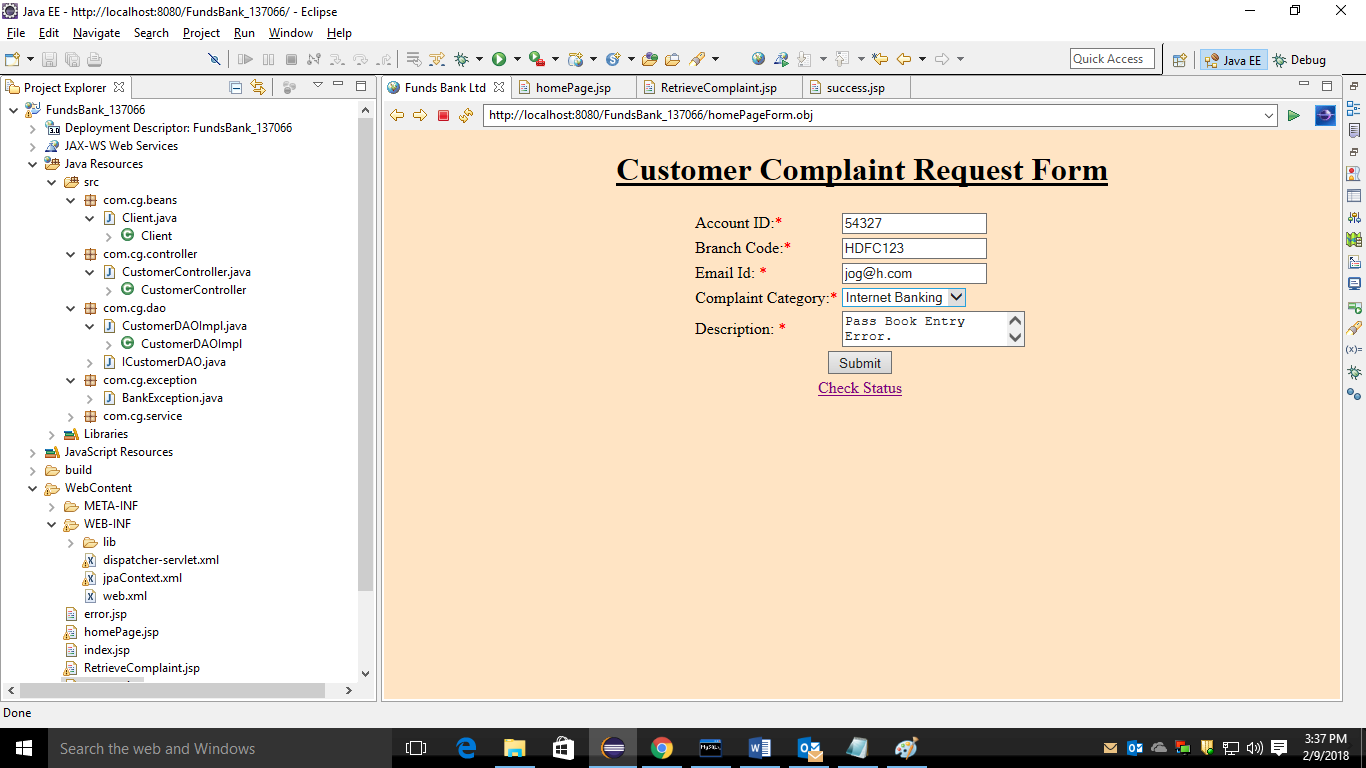 Java EE - http://localhost:8080/FundsBank_137066/ - Eclipse
File Edit Navigate Search Project Run Window Help
Quick Access
Java EE
Debug
Project Explorer
Funds Bank Ltd
homePage.jsp
RetrieveComplaint.jsp
success.jsp
http://localhost:8080/FundsBank_137066/homePageForm.obj
FundsBank_137066
Deployment Descriptor: FundsBank_137066
JAX-WS Web Services
Java Resources
src
com.cg.beans
Client.java
Client
com.cg.controller
CustomerController.java
CustomerController
com.cg.dao
CustomerDAOImpl.java
CustomerDAOImpl
ICustomerDAO.java
com.cg.exception
BankException.java
com.cg.service
Libraries
JavaScript Resources
build
WebContent
META-INF
WEB-INF
lib
dispatcher-servlet.xml
jpaContext.xml
web.xml
error.jsp
homePage.jsp
index.jsp
RetrieveComplaint.jsp
Customer Complaint Request Form
Account ID:* 54327
Branch Code:* HDFC123
Email Id: * jog@h.com
Complaint Category:* Internet Banking
Description: * Pass Book Entry
Error.
Submit
Check Status
(x)=
Done
Search the web and Windows
MySQL
3:37 PM
2/9/2018